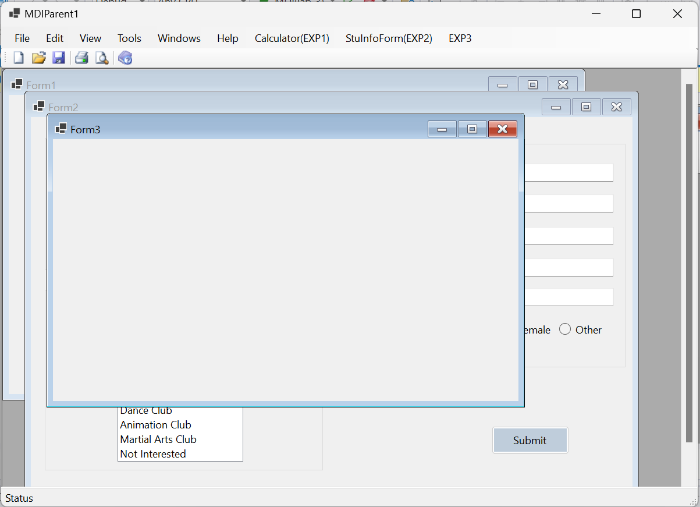 MDIParent1
File Edit View Tools Windows Help Calculator(EXP1) StuInfoForm(EXP2) EXP3
Form1
Form2
Form3
emale Other
Dance Club
Animation Club
Martial Arts Club
Not Interested
Submit
Status